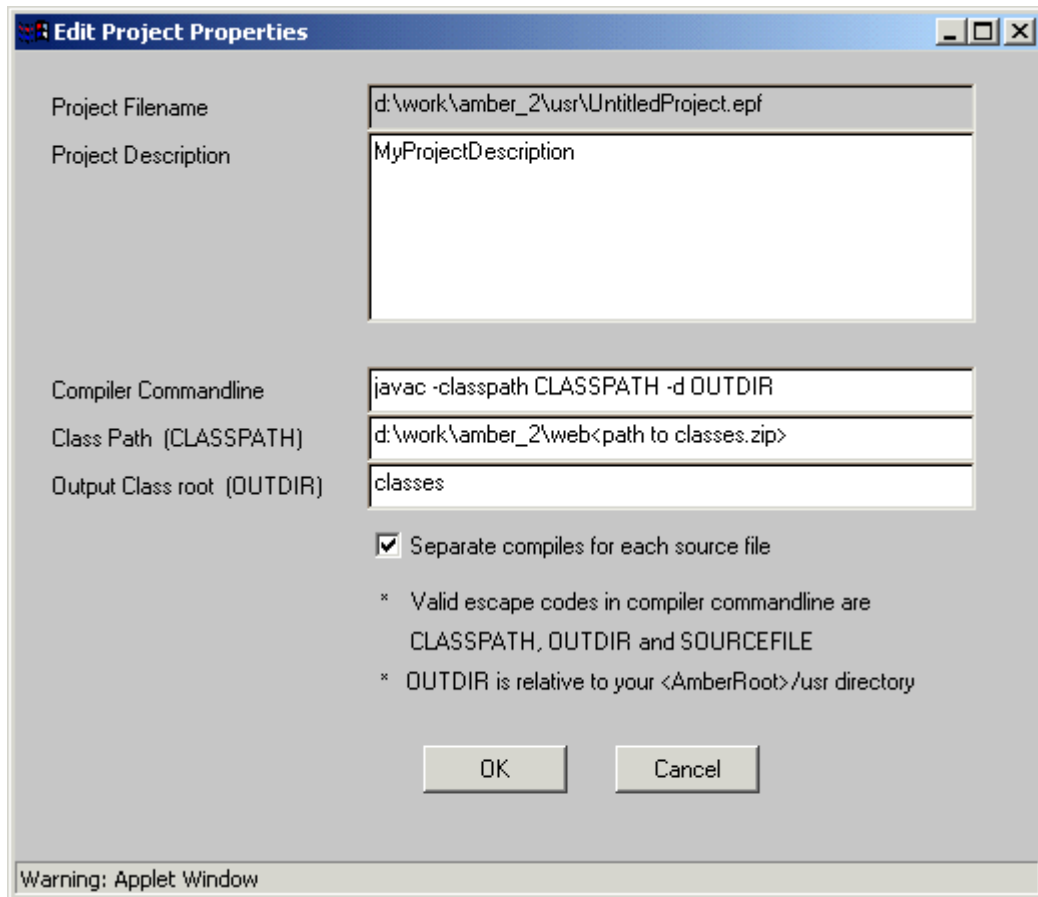 Edit Project Properties
Project Filename d:\work\amber_2\usr\UntitledProject.epf
Project Description MyProjectDescription
Compiler Commandline javac -classpath CLASSPATH -d OUTDIR
Class Path (CLASSPATH) d:\work\amber_2\web<path to classes.zip>
Output Class root (OUTDIR) classes
Separate compiles for each source file
* Valid escape codes in compiler commandline are
CLASSPATH, OUTDIR and SOURCEFILE
* OUTDIR is relative to your <AmberRoot>/usr directory
OK Cancel
Warning: Applet Window